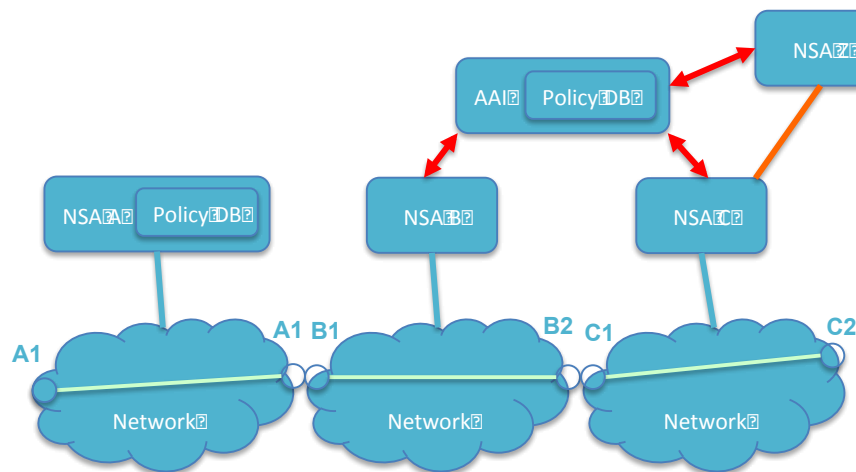 NSA Z
AAI Policy DB
NSA A Policy DB
NSA B
NSA C
A1
A1 B1
B2 C1
C2
Network
Network
Network